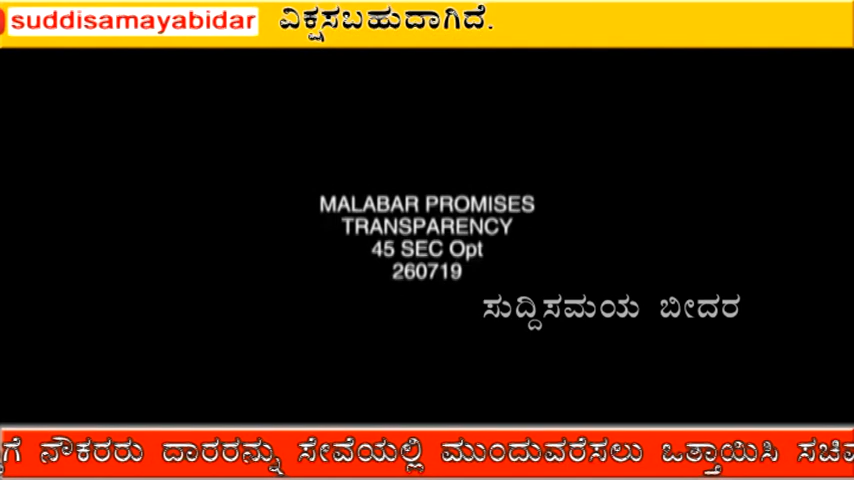 suddisamayabidar ವಿಕ್ಷಸಬಹುದಾಗಿದೆ.
MALABAR PROMISES
TRANSPARENCY
45 SEC Opt
260719
ಸುದ್ದಿಸಮಯ ಬೀದರ
ನೌಕರರು ದಾರರನ್ನು ಸೇವೆಯಲ್ಲಿ ಮುಂದುವರೆಸಲು ಒತ್ತಾಯಿಸಿ